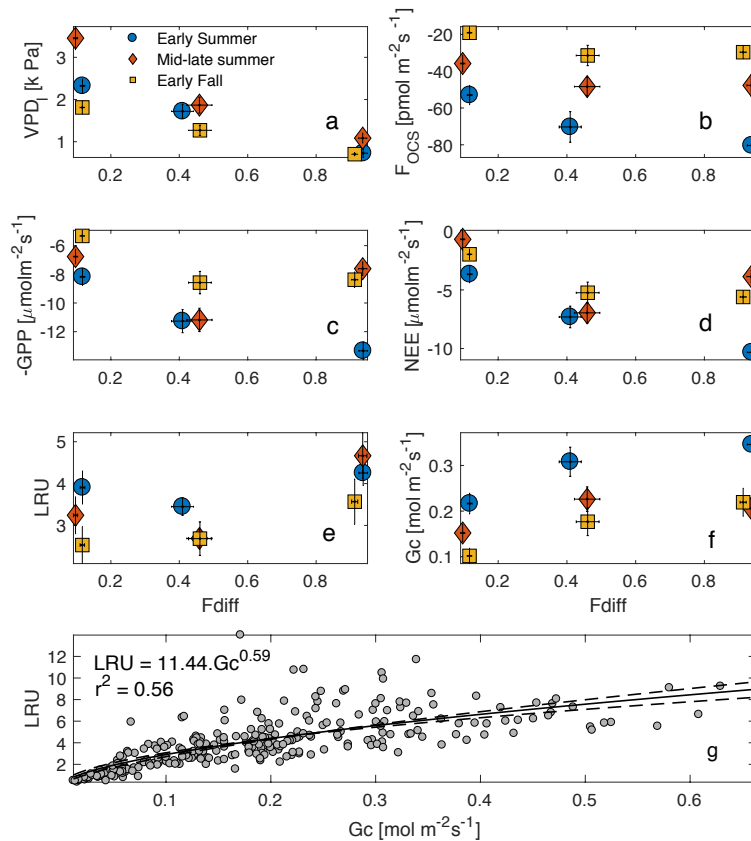 Early Summer
Mid-late summer
Early Fall
VPD_l [k Pa]
3
2
1
0.2 0.4 0.6 0.8
a
F_OCS [pmol m^-2s^-1]
-20
-40
-60
-80
0.2 0.4 0.6 0.8
b
-GPP [μmolm^-2s^-1]
-6
-8
-10
-12
0.2 0.4 0.6 0.8
c
NEE [μmolm^-2s^-1]
0
-5
-10
0.2 0.4 0.6 0.8
d
LRU
5
4
3
0.2 0.4 0.6 0.8
Fdiff
e
Gc [mol m^-2s^-1]
0.3
0.2
0.1
0.2 0.4 0.6 0.8
Fdiff
f
LRU = 11.44.Gc^0.59
r^2 = 0.56
LRU
12
10
8
6
4
2
0.1 0.2 0.3 0.4 0.5 0.6
Gc [mol m^-2s^-1]
g